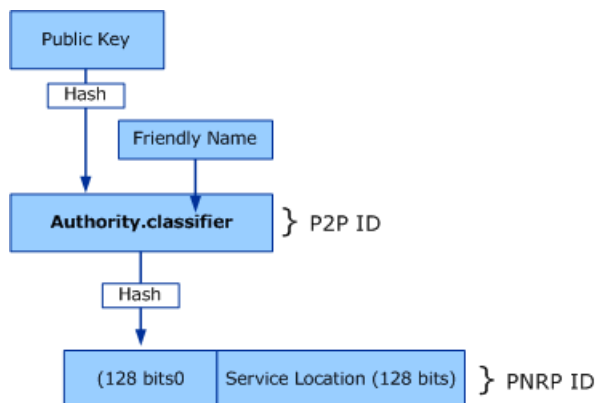 Public Key
Hash
Friendly Name
Authority.classifier } P2P ID
Hash
(128 bits0 Service Location (128 bits) } PNRP ID